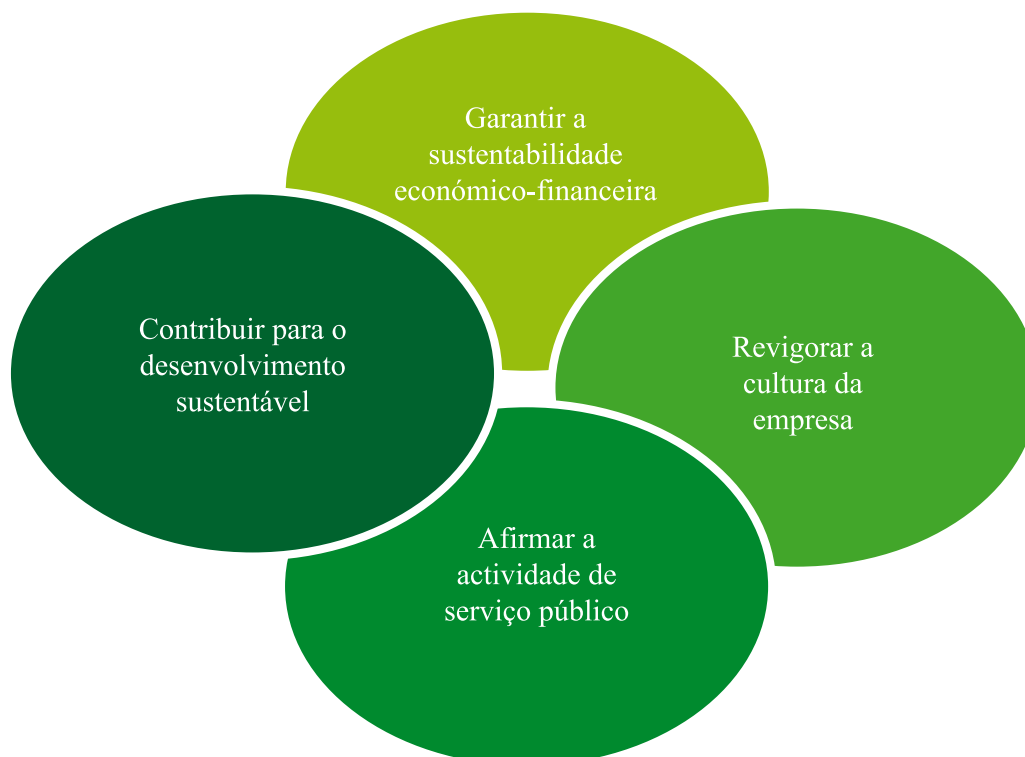 Garantir a
sustentabilidade
económico-financeira
Contribuir para o
desenvolvimento
sustentável
Revigorar a
cultura da
empresa
Afirmar a
actividade de
serviço público